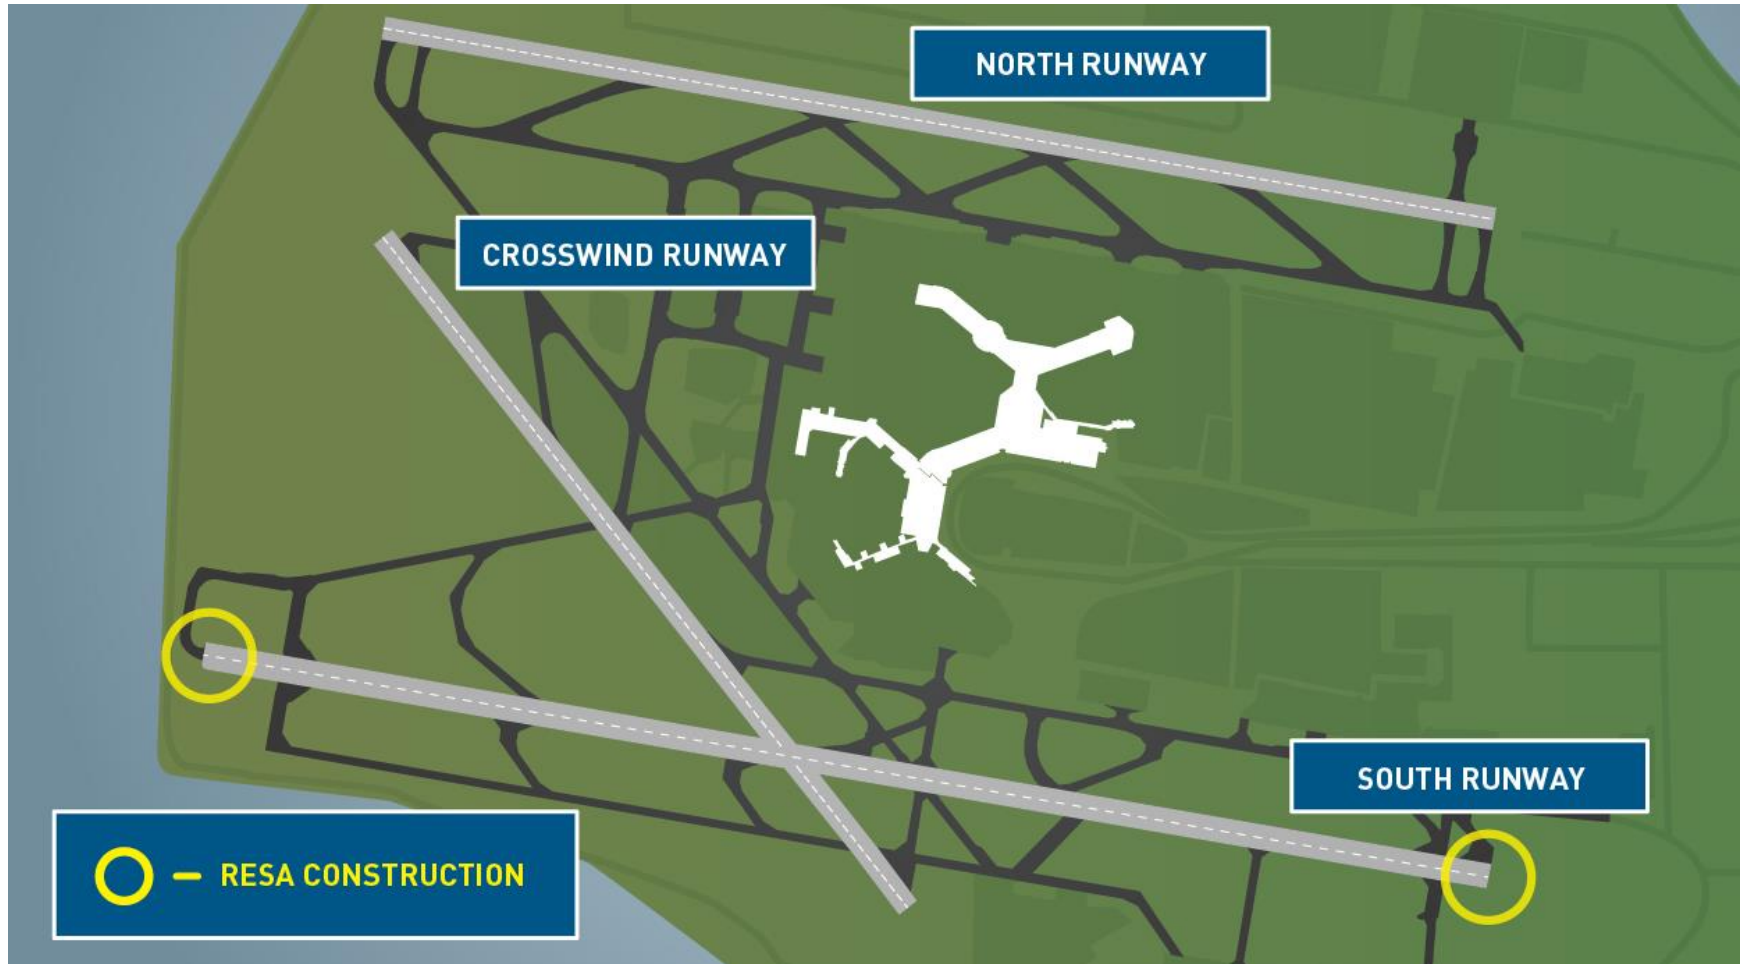 NORTH RUNWAY
CROSSWIND RUNWAY
SOUTH RUNWAY
– RESA CONSTRUCTION